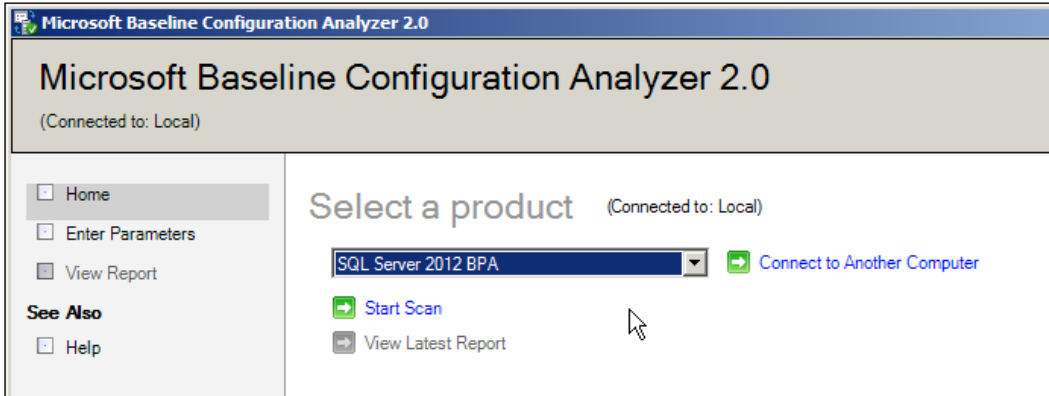 Microsoft Baseline Configuration Analyzer 2.0
Microsoft Baseline Configuration Analyzer 2.0
(Connected to: Local)
Home
Enter Parameters
View Report
See Also
Help
Select a product (Connected to: Local)
SQL Server 2012 BPA Connect to Another Computer
Start Scan
View Latest Report